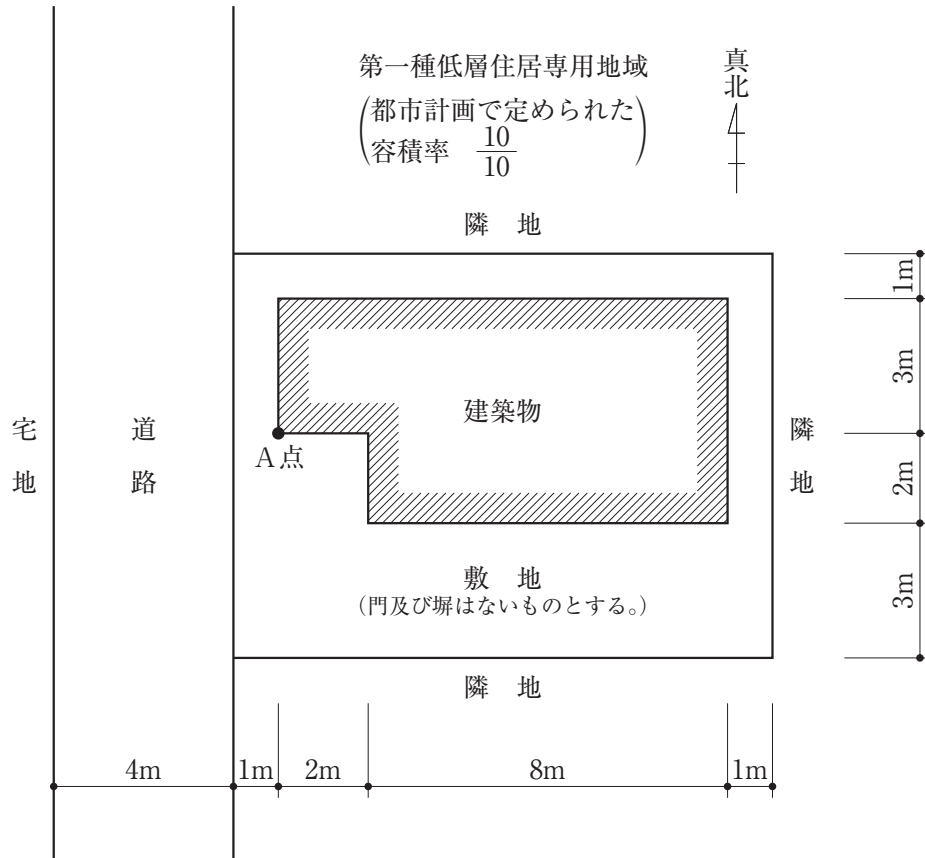 第一種低層住居専用地域
(都市計画で定められた
容積率 10/10)
真北
隣 地
1m
3m
建築物
宅地
道路
A点
隣地
2m
敷 地
(門及び塀はないものとする。)
3m
隣 地
4m
1m
2m
8m
1m